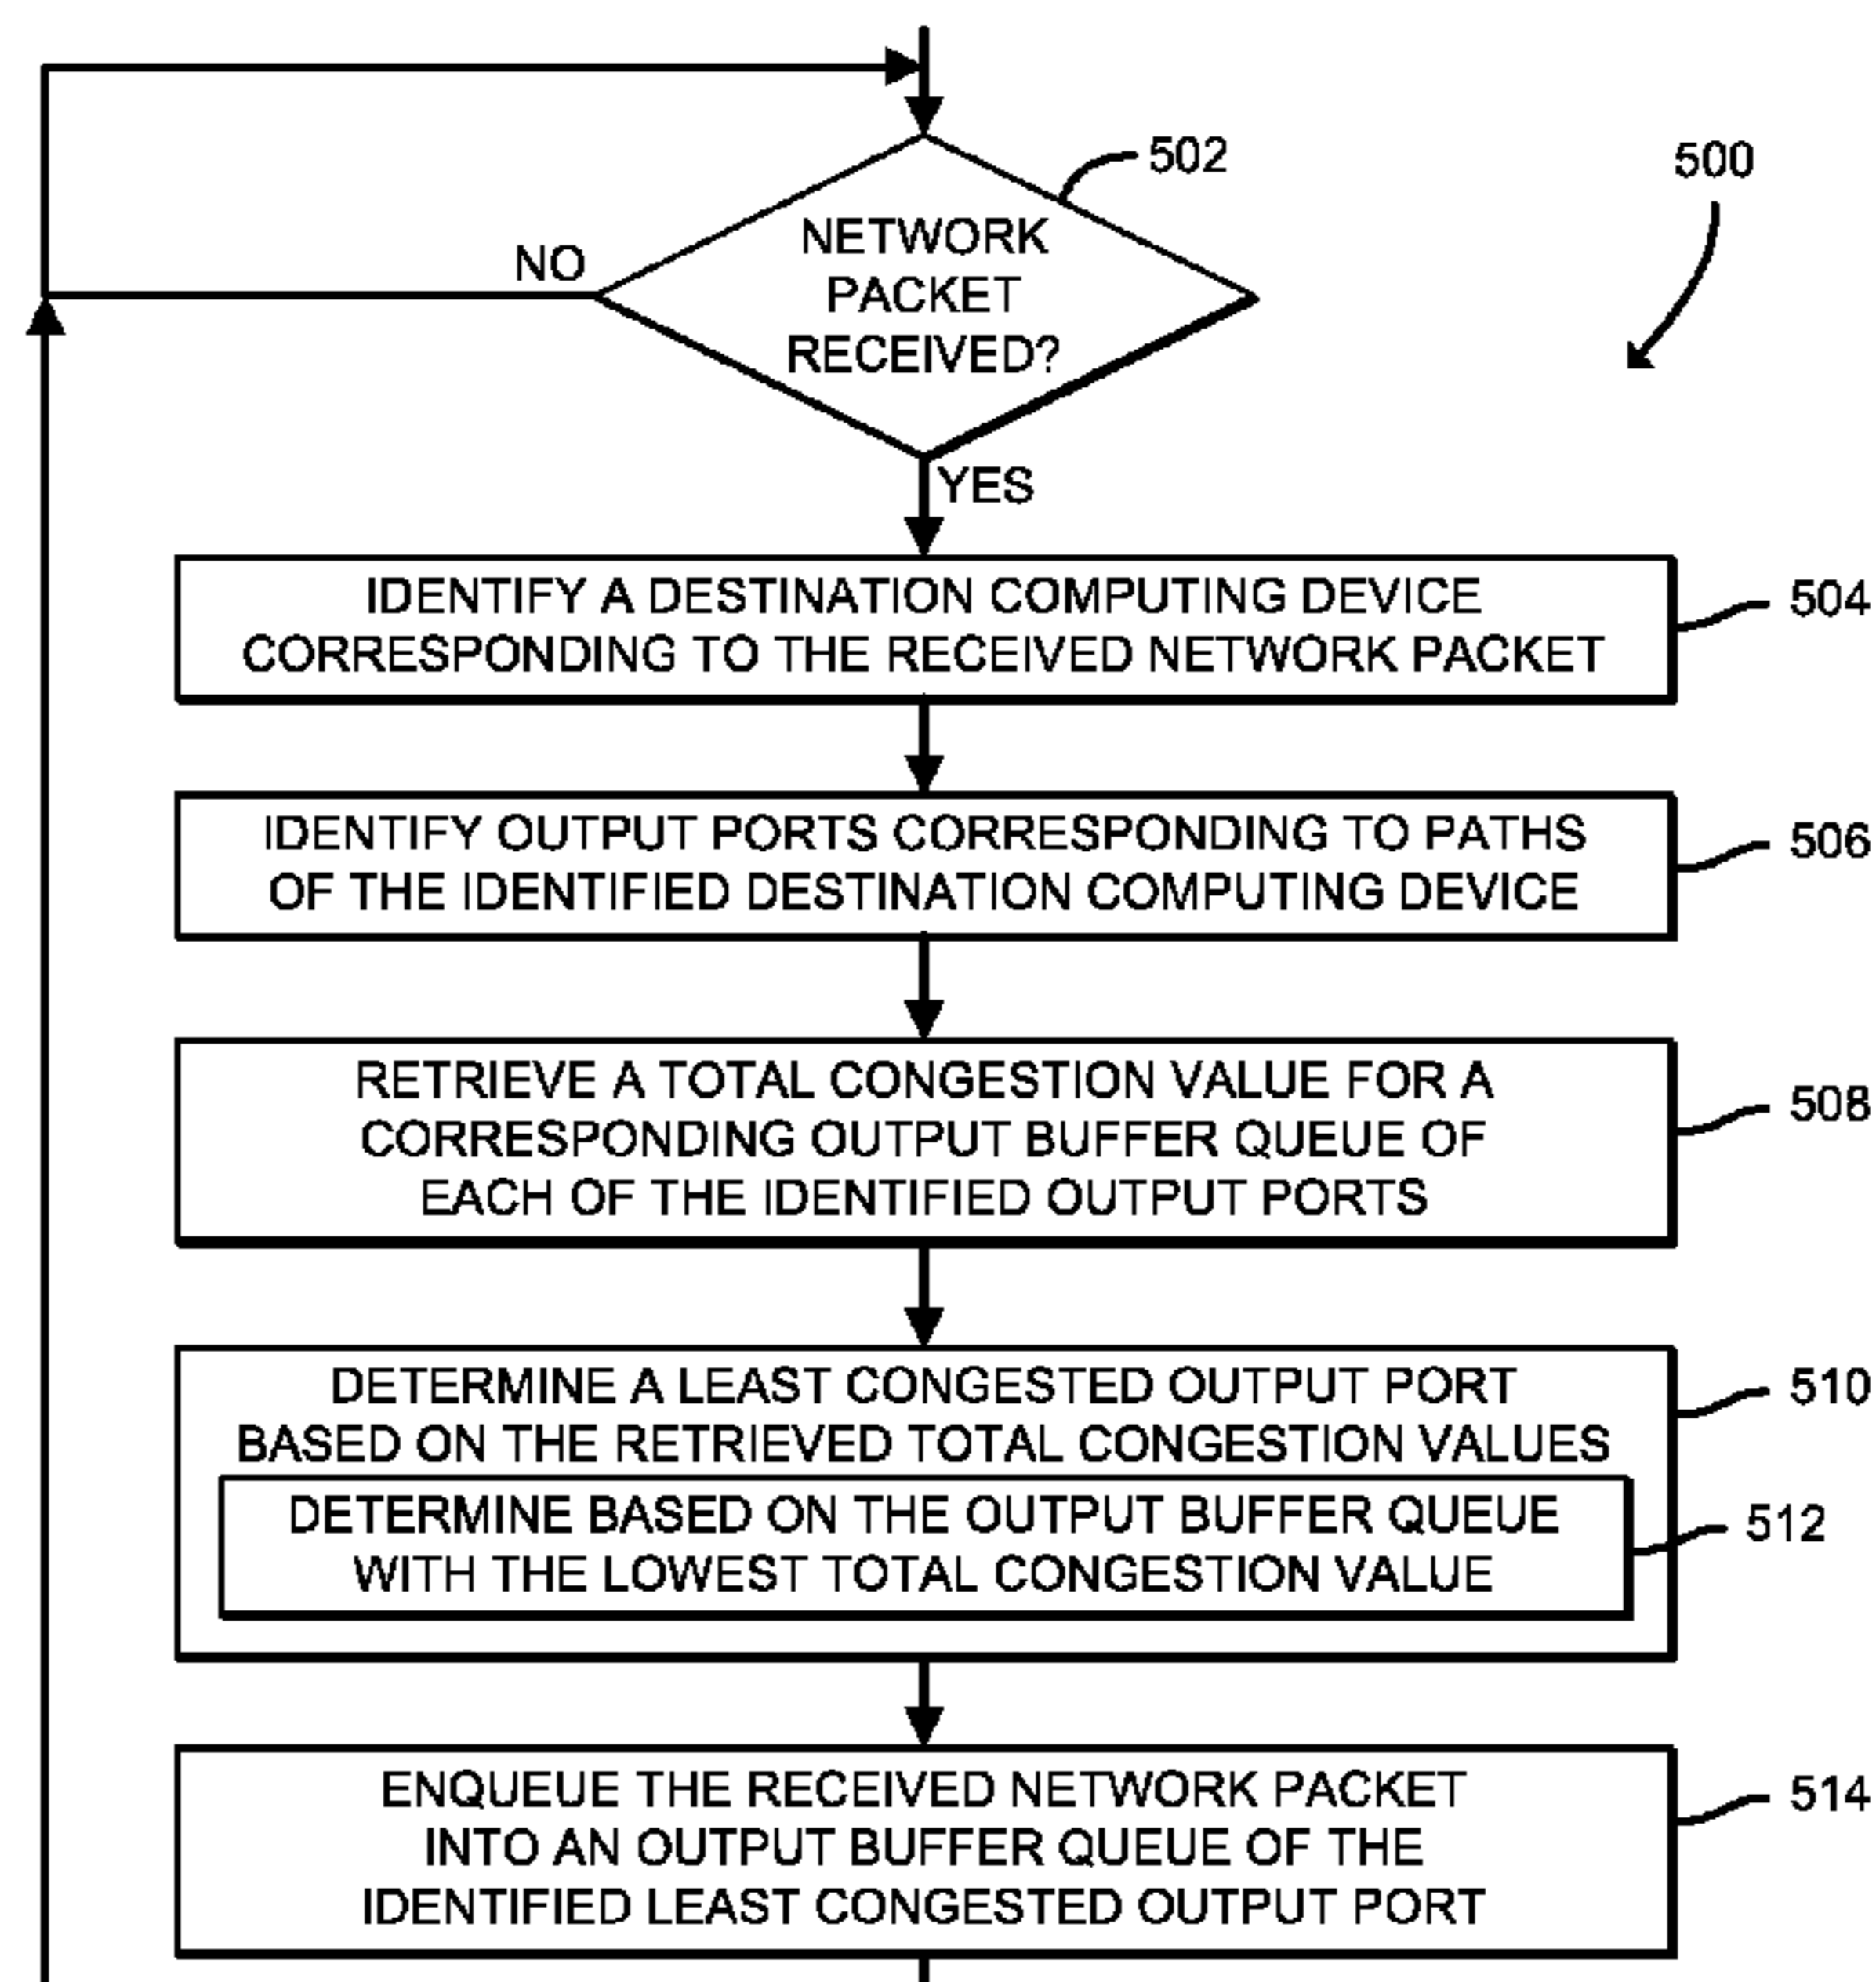 502
500
NETWORK
PACKET
RECEIVED?
NO
YES
IDENTIFY A DESTINATION COMPUTING DEVICE
CORRESPONDING TO THE RECEIVED NETWORK PACKET
504
IDENTIFY OUTPUT PORTS CORRESPONDING TO PATHS
OF THE IDENTIFIED DESTINATION COMPUTING DEVICE
506
RETRIEVE A TOTAL CONGESTION VALUE FOR A
CORRESPONDING OUTPUT BUFFER QUEUE OF
EACH OF THE IDENTIFIED OUTPUT PORTS
508
DETERMINE A LEAST CONGESTED OUTPUT PORT
BASED ON THE RETRIEVED TOTAL CONGESTION VALUES
510
DETERMINE BASED ON THE OUTPUT BUFFER QUEUE
WITH THE LOWEST TOTAL CONGESTION VALUE
512
ENQUEUE THE RECEIVED NETWORK PACKET
INTO AN OUTPUT BUFFER QUEUE OF THE
IDENTIFIED LEAST CONGESTED OUTPUT PORT
514